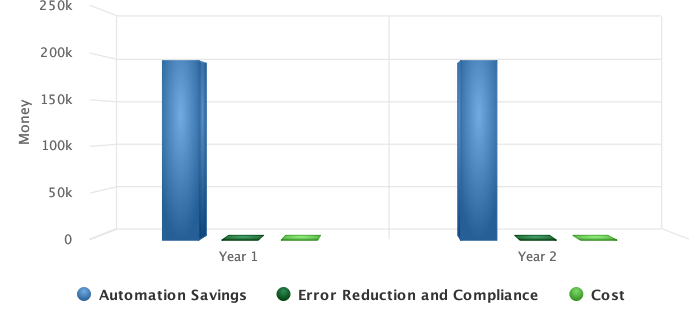 250k
200k
150k
100k
50k
0
Money
Year 1
Year 2
Automation Savings
Error Reduction and Compliance
Cost